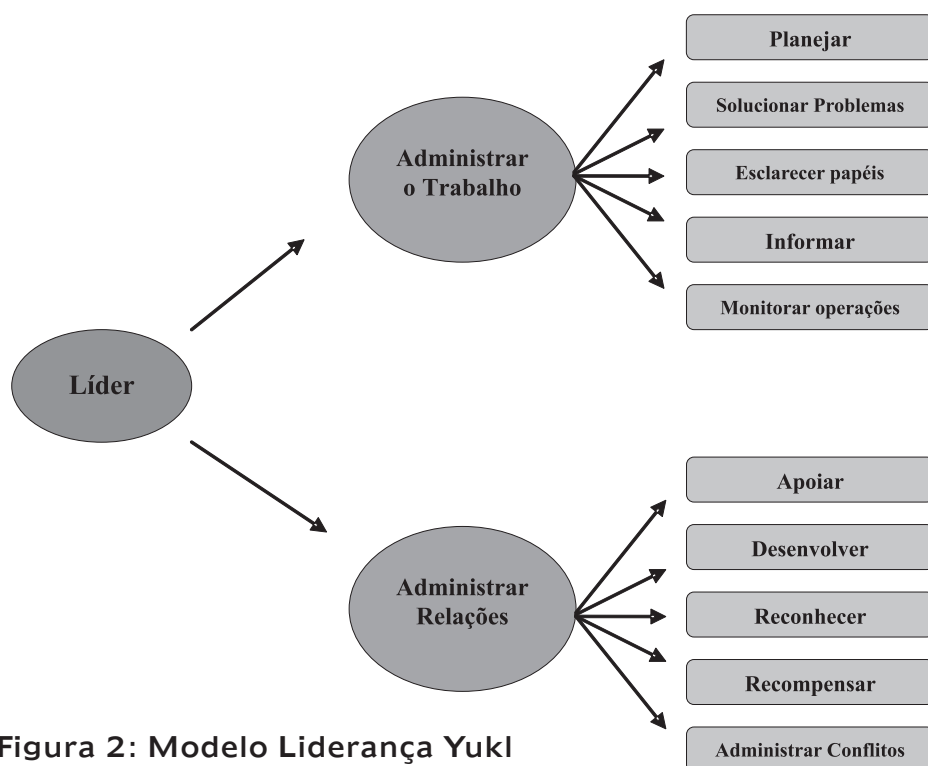 Líder
Administrar
o Trabalho
Planejar
Solucionar Problemas
Esclarecer papéis
Informar
Monitorar operações
Administrar
Relações
Apoiar
Desenvolver
Reconhecer
Recompensar
Administrar Conflitos
Figura 2: Modelo Liderança Yukl